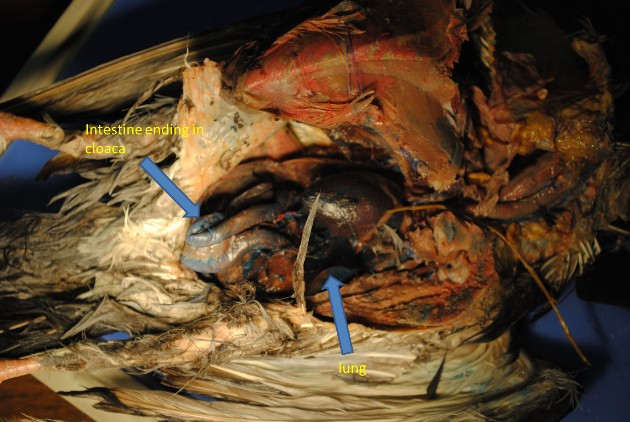 Intestine ending in
cloaca
lung